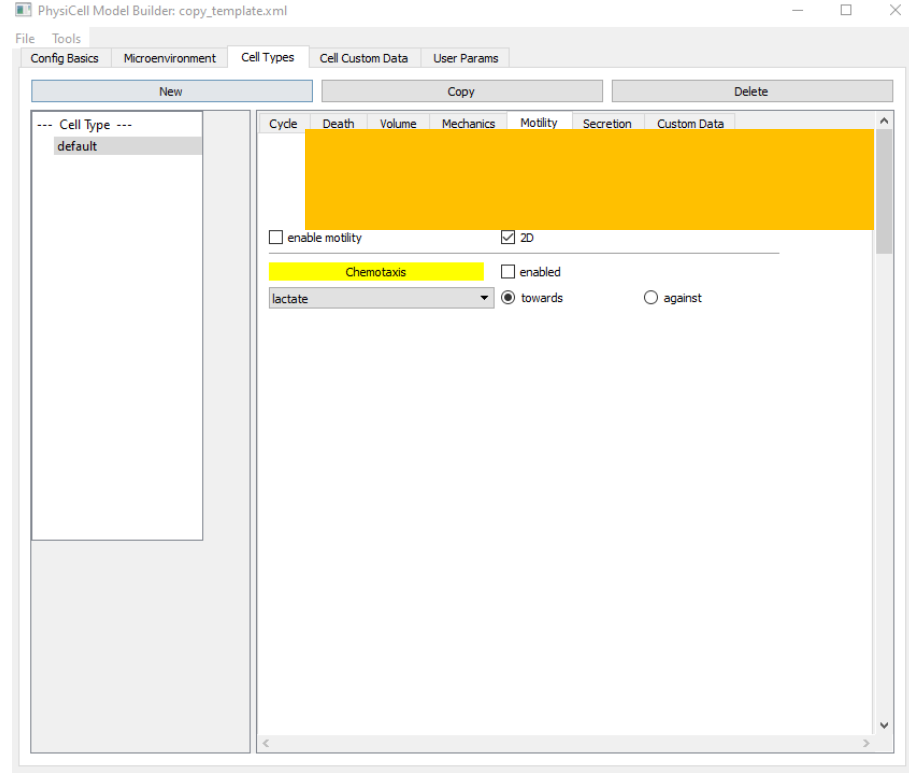 PhysiCell Model Builder: copy_template.xml
File Tools
Config Basics Microenvironment Cell Types Cell Custom Data User Params
New Copy Delete
--- Cell Type ---
default
Cycle Death Volume Mechanics Motility Secretion Custom Data
enable motility 2D
Chemotaxis enabled
lactate towards against